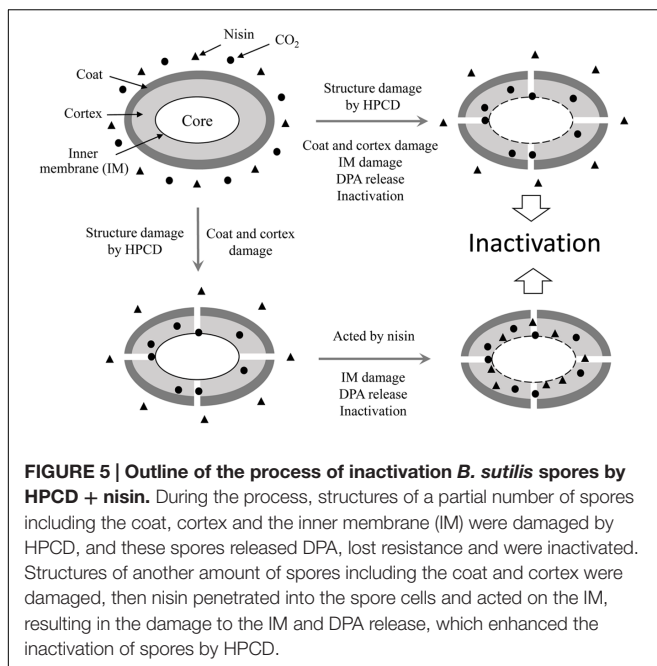 Nisin
CO2
Coat
Cortex
Core
Inner
membrane (IM)
Structure damage
by HPCD
Coat and cortex damage
IM damage
DPA release
Inactivation
Inactivation
Structure damage
by HPCD
Coat and cortex
damage
Acted by nisin
IM damage
DPA release
Inactivation
FIGURE 5 | Outline of the process of inactivation B. sutilis spores by
HPCD + nisin. During the process, structures of a partial number of spores
including the coat, cortex and the inner membrane (IM) were damaged by
HPCD, and these spores released DPA, lost resistance and were inactivated.
Structures of another amount of spores including the coat and cortex were
damaged, then nisin penetrated into the spore cells and acted on the IM,
resulting in the damage to the IM and DPA release, which enhanced the
inactivation of spores by HPCD.